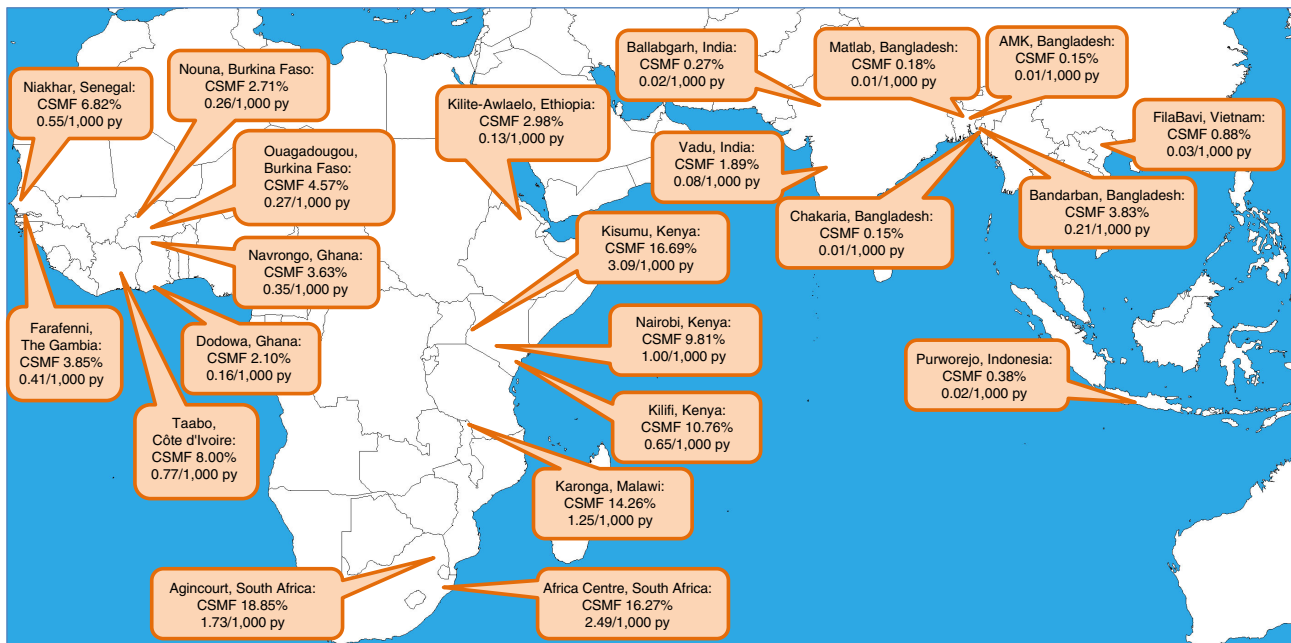 Niakhar, Senegal:
CSMF 6.82%
0.55/1,000 py
Nouna, Burkina Faso:
CSMF 2.71%
0.26/1,000 py
Ouagadougou,
Burkina Faso:
CSMF 4.57%
0.27/1,000 py
Navrongo, Ghana:
CSMF 3.63%
0.35/1,000 py
Farafenni,
The Gambia:
CSMF 3.85%
0.41/1,000 py
Dodowa, Ghana:
CSMF 2.10%
0.16/1,000 py
Taabo,
Côte d'Ivoire:
CSMF 8.00%
0.77/1,000 py
Kilite-Awlaelo, Ethiopia:
CSMF 2.98%
0.13/1,000 py
Kisumu, Kenya:
CSMF 16.69%
3.09/1,000 py
Nairobi, Kenya:
CSMF 9.81%
1.00/1,000 py
Kilifi, Kenya:
CSMF 10.76%
0.65/1,000 py
Karonga, Malawi:
CSMF 14.26%
1.25/1,000 py
Agincourt, South Africa:
CSMF 18.85%
1.73/1,000 py
Africa Centre, South Africa:
CSMF 16.27%
2.49/1,000 py
Ballabgarh, India:
CSMF 0.27%
0.02/1,000 py
Matlab, Bangladesh:
CSMF 0.18%
0.01/1,000 py
AMK, Bangladesh:
CSMF 0.15%
0.01/1,000 py
Vadu, India:
CSMF 1.89%
0.08/1,000 py
Chakaria, Bangladesh:
CSMF 0.15%
0.01/1,000 py
FilaBavi, Vietnam:
CSMF 0.88%
0.03/1,000 py
Bandarban, Bangladesh:
CSMF 3.83%
0.21/1,000 py
Purworejo, Indonesia:
CSMF 0.38%
0.02/1,000 py